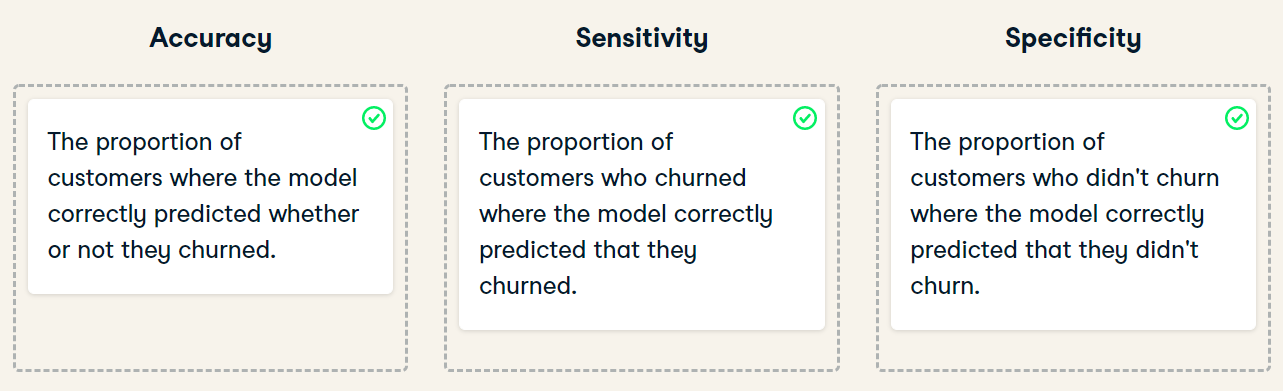 Accuracy
Sensitivity
Specificity
The proportion of
customers where the model
correctly predicted whether
or not they churned.
The proportion of
customers who churned
where the model correctly
predicted that they
churned.
The proportion of
customers who didn't churn
where the model correctly
predicted that they didn't
churn.